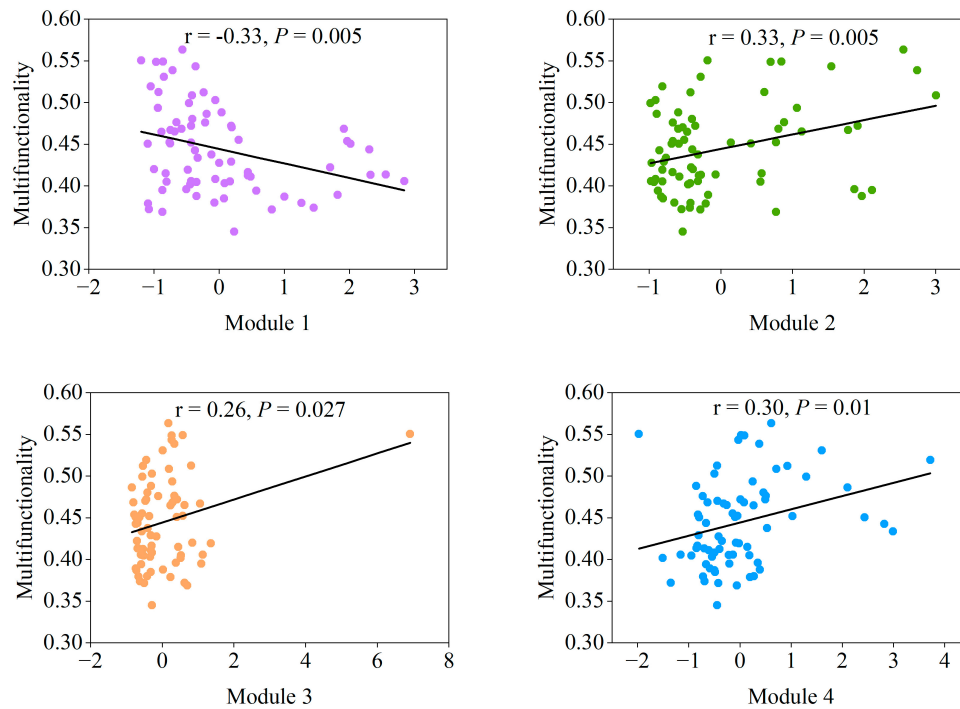 0.60
r = -0.33, P = 0.005
0.55
0.50
0.45
0.40
0.35
0.30
Multifunctionality
−2 −1 0 1 2 3
Module 1
0.60
r = 0.33, P = 0.005
0.55
0.50
0.45
0.40
0.35
0.30
Multifunctionality
−1 0 1 2 3
Module 2
0.60
r = 0.26, P = 0.027
0.55
0.50
0.45
0.40
0.35
0.30
Multifunctionality
−2 0 2 4 6 8
Module 3
0.60
r = 0.30, P = 0.01
0.55
0.50
0.45
0.40
0.35
0.30
Multifunctionality
−2 −1 0 1 2 3 4
Module 4